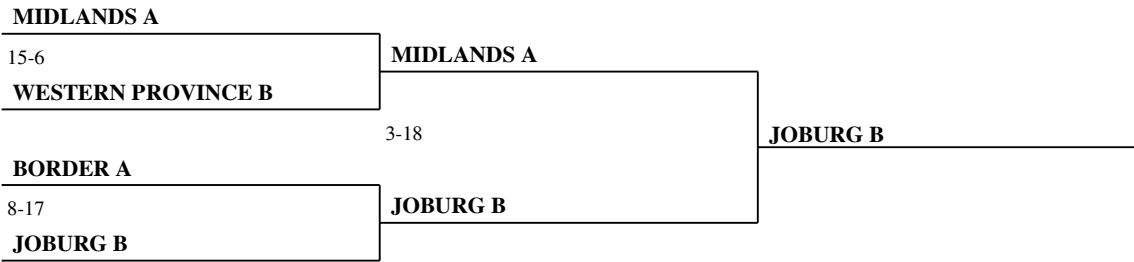 MIDLANDS A
15-6
MIDLANDS A
WESTERN PROVINCE B
3-18
JOBURG B
BORDER A
8-17
JOBURG B
JOBURG B